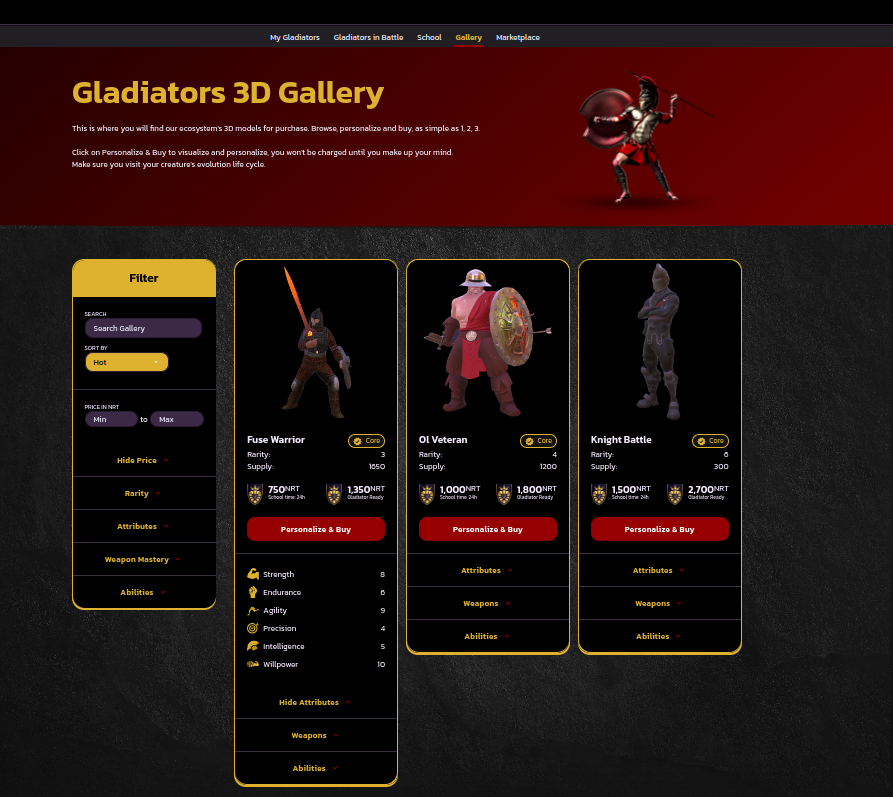 My Gladiators Gladiators in Battle School Gallery Marketplace
Gladiators 3D Gallery
This is where you will find our ecosystem's 3D models for purchase. Browse, personalize and buy, as simple as 1, 2, 3.
Click on Personalize & Buy to visualize and personalize, you won't be charged until you make up your mind.
Make sure you visit your creature's evolution life cycle.
Filter
SEARCH
Search Gallery
SORT BY
Hot
PRICE IN NRT
Min to Max
Hide Price
Rarity
Attributes
Weapon Mastery
Abilities
Fuse Warrior Core
Rarity: 3
Supply: 1650
750NRT 1,350NRT
School time: 24h Gladiator Ready
Personalize & Buy
Strength 8
Endurance 6
Agility 9
Precision 4
Intelligence 5
Willpower 10
Hide Attributes
Weapons
Abilities
Ol Veteran Core
Rarity: 4
Supply: 1200
1,000NRT 1,800NRT
School time: 24h Gladiator Ready
Personalize & Buy
Attributes
Weapons
Abilities
Knight Battle Core
Rarity: 6
Supply: 300
1,500NRT 2,700NRT
School time: 24h Gladiator Ready
Personalize & Buy
Attributes
Weapons
Abilities